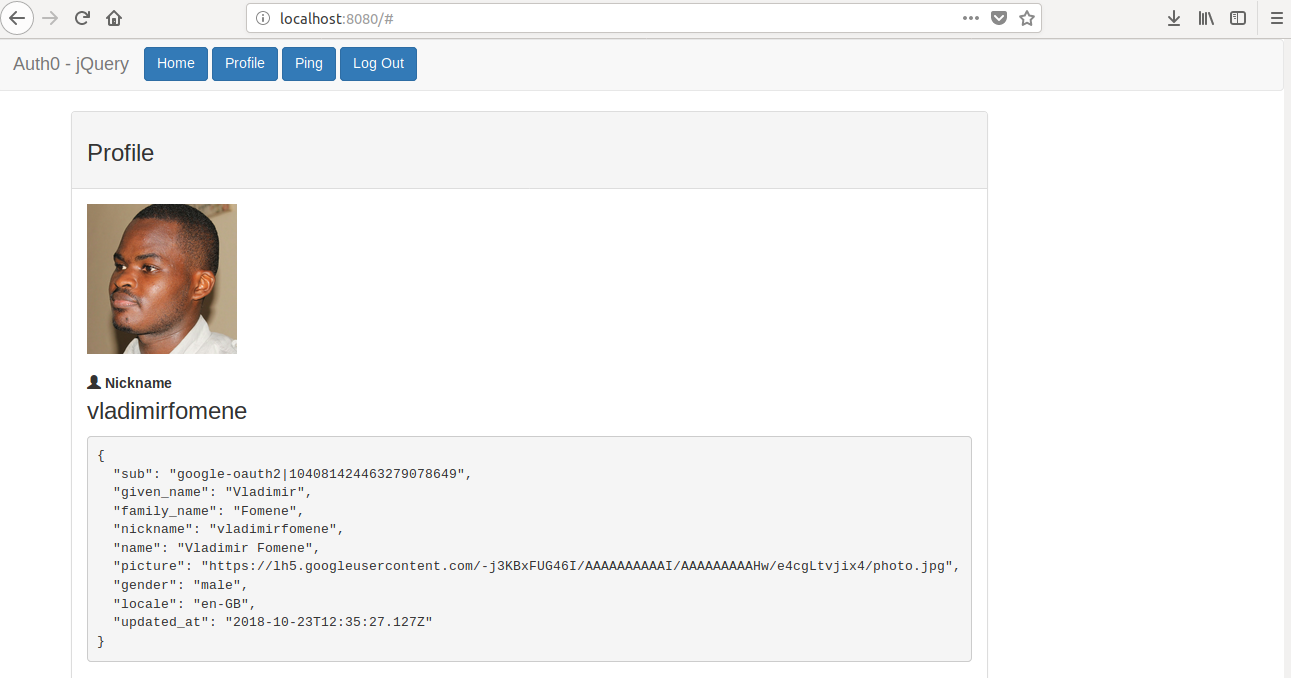 localhost:8080/#
Auth0 - jQuery Home Profile Ping Log Out
Profile
Nickname
vladimirfomene
{
  "sub": "google-oauth2|104081424463279078649",
  "given_name": "Vladimir",
  "family_name": "Fomene",
  "nickname": "vladimirfomene",
  "name": "Vladimir Fomene",
  "picture": "https://lh5.googleusercontent.com/-j3KBxFUG46I/AAAAAAAAAAI/AAAAAAAAAHw/e4cgLtvjix4/photo.jpg",
  "gender": "male",
  "locale": "en-GB",
  "updated_at": "2018-10-23T12:35:27.127Z"
}